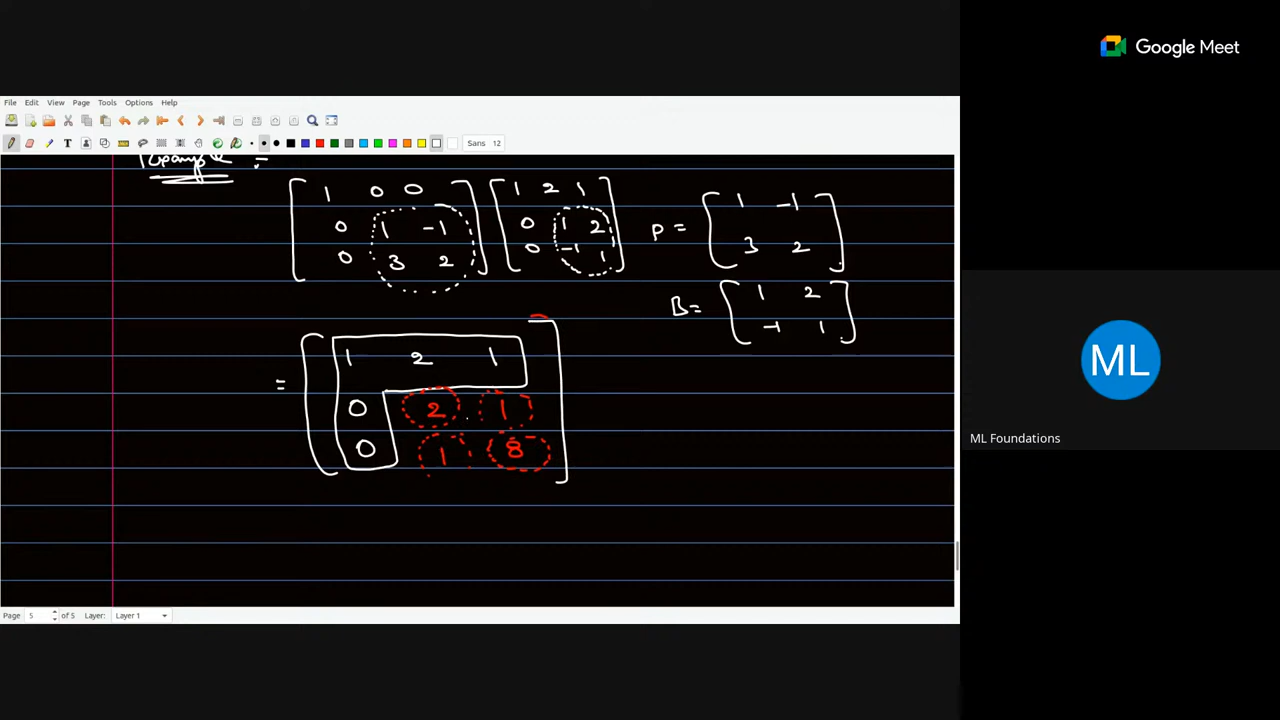 Google Meet
File Edit View Page Tools Options Help
Sans 12
Example :-
1 0 0 1 2 1
0 1 -1 0 1 2
0 3 2 0 -1 1
P = 1 -1
3 2
B = 1 2
-1 1
= 1 2 1
0 2 1
0 1 8
ML
ML Foundations
Page 5 of 5 Layer: Layer 1